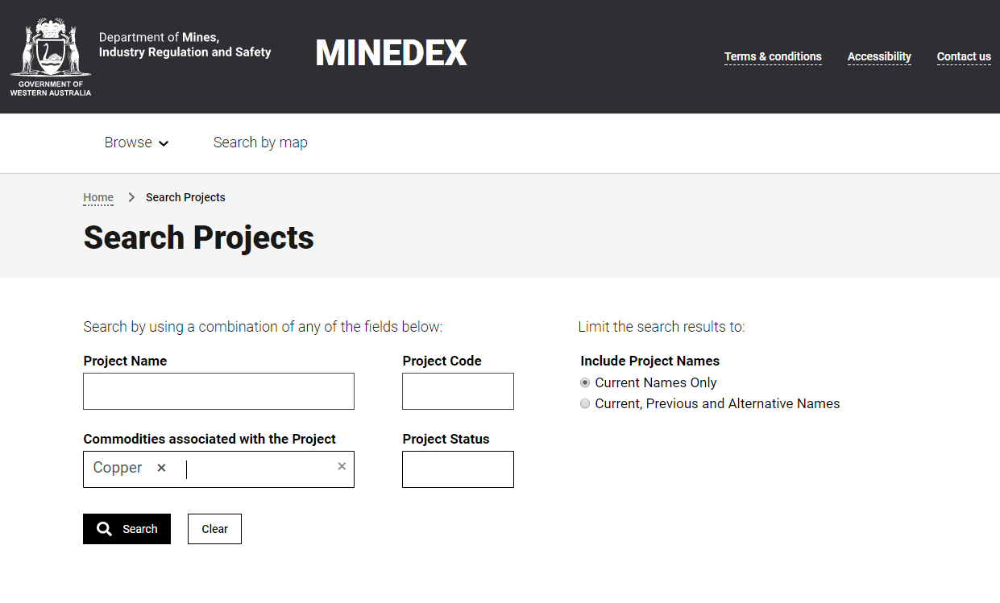 Department of Mines,
Industry Regulation and Safety
GOVERNMENT OF
WESTERN AUSTRALIA
MINEDEX
Terms & conditions
Accessibility
Contact us
Browse
Search by map
Home
Search Projects
Search Projects
Search by using a combination of any of the fields below:
Limit the search results to:
Project Name
Project Code
Include Project Names
Current Names Only
Current, Previous and Alternative Names
Commodities associated with the Project
Project Status
Copper × ×
Search
Clear